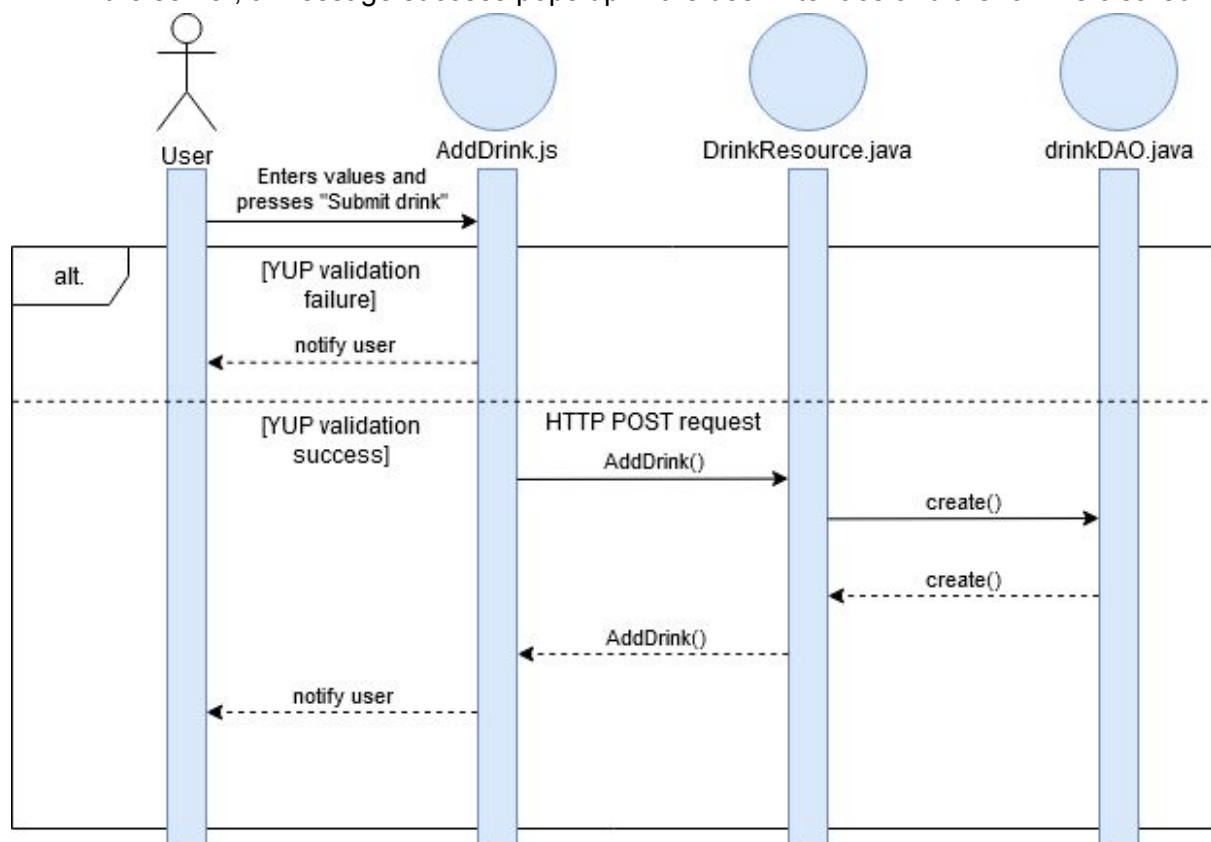 User
AddDrink.js
DrinkResource.java
drinkDAO.java
Enters values and
presses "Submit drink"
alt.
[YUP validation
failure]
notify user
[YUP validation
success]
HTTP POST request
AddDrink()
create()
create()
AddDrink()
notify user